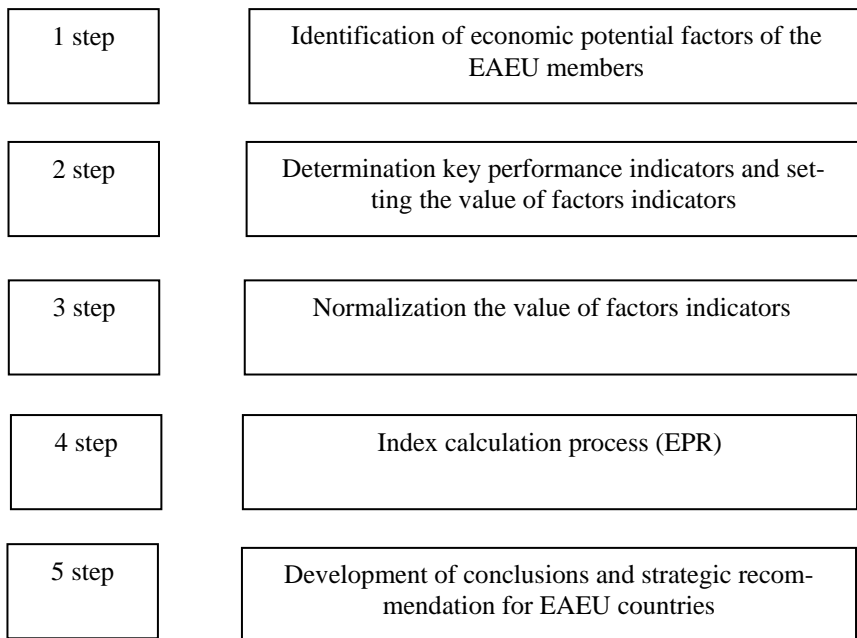 1 step
Identification of economic potential factors of the
EAEU members
2 step
Determination key performance indicators and set-
ting the value of factors indicators
3 step
Normalization the value of factors indicators
4 step
Index calculation process (EPR)
5 step
Development of conclusions and strategic recom-
mendation for EAEU countries